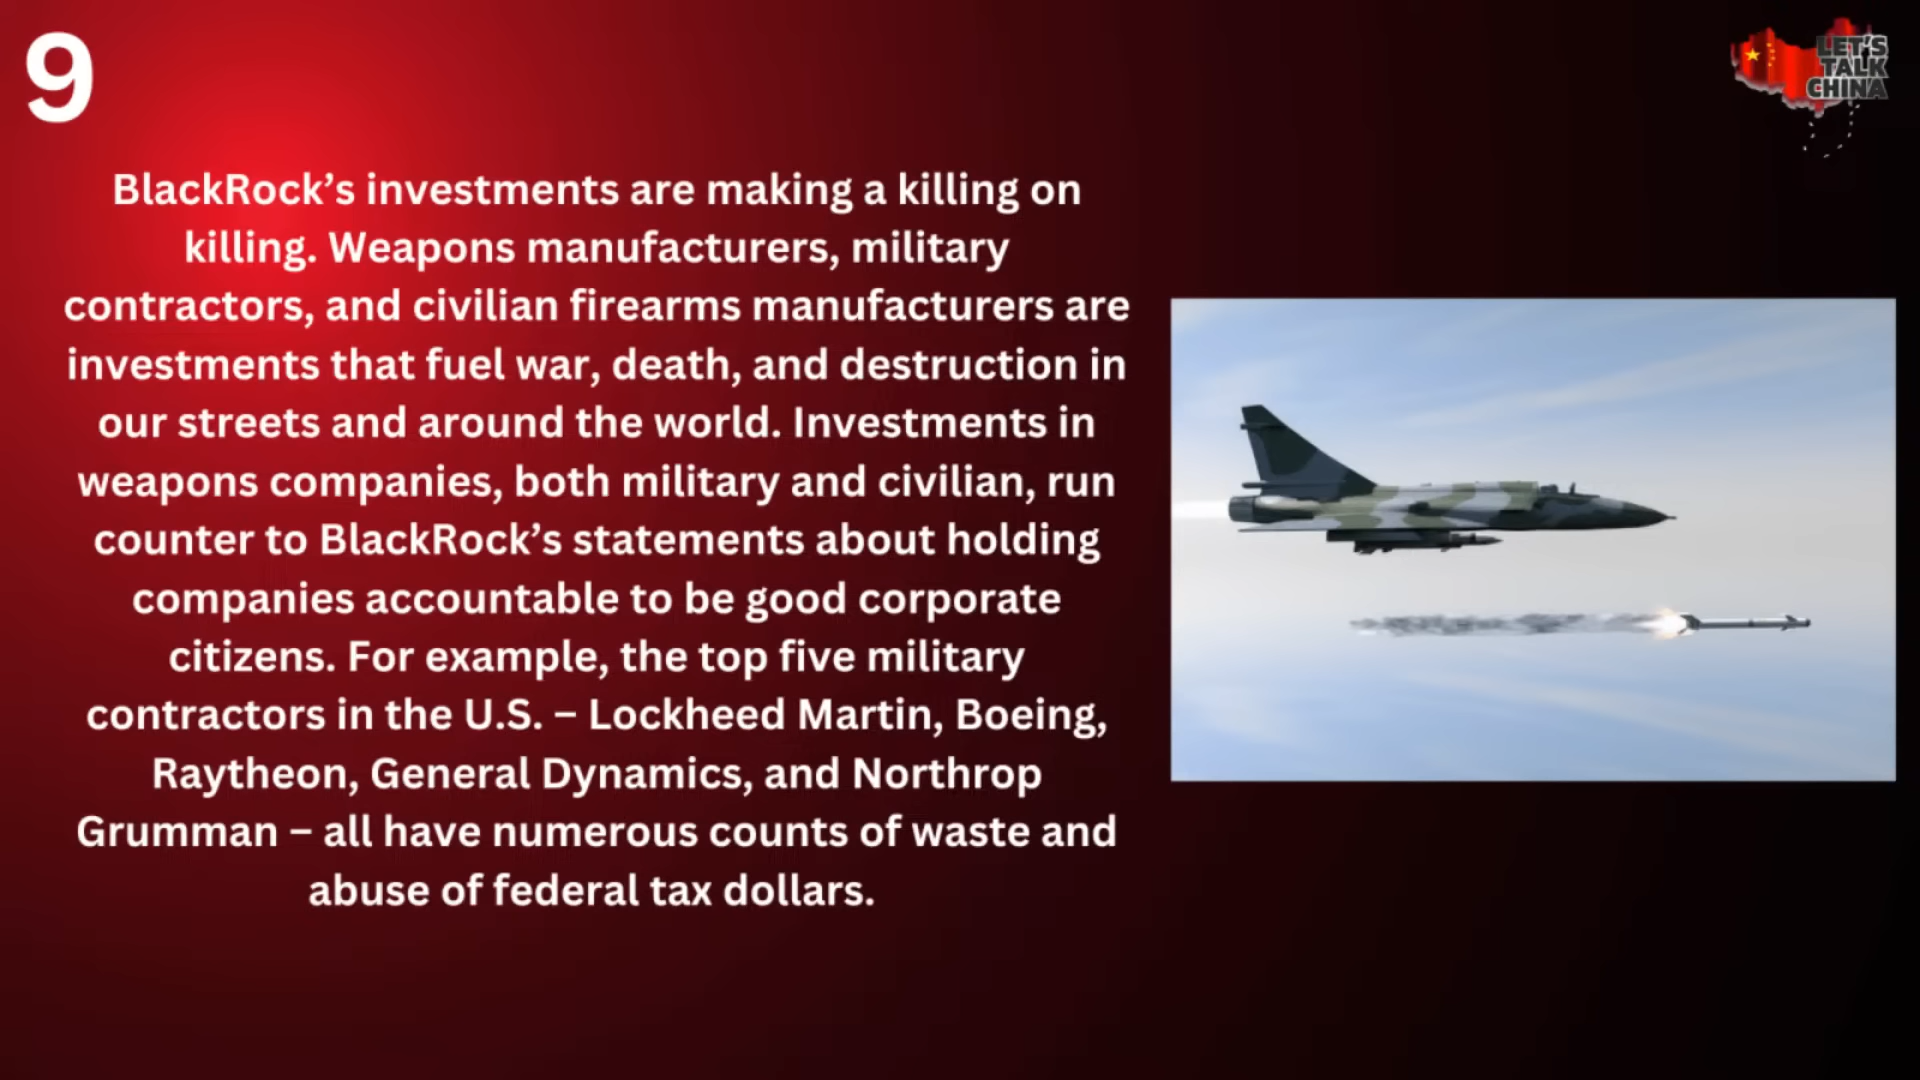 9
LET'S
TALK
CHINA
BlackRock’s investments are making a killing on
killing. Weapons manufacturers, military
contractors, and civilian firearms manufacturers are
investments that fuel war, death, and destruction in
our streets and around the world. Investments in
weapons companies, both military and civilian, run
counter to BlackRock’s statements about holding
companies accountable to be good corporate
citizens. For example, the top five military
contractors in the U.S. – Lockheed Martin, Boeing,
Raytheon, General Dynamics, and Northrop
Grumman – all have numerous counts of waste and
abuse of federal tax dollars.